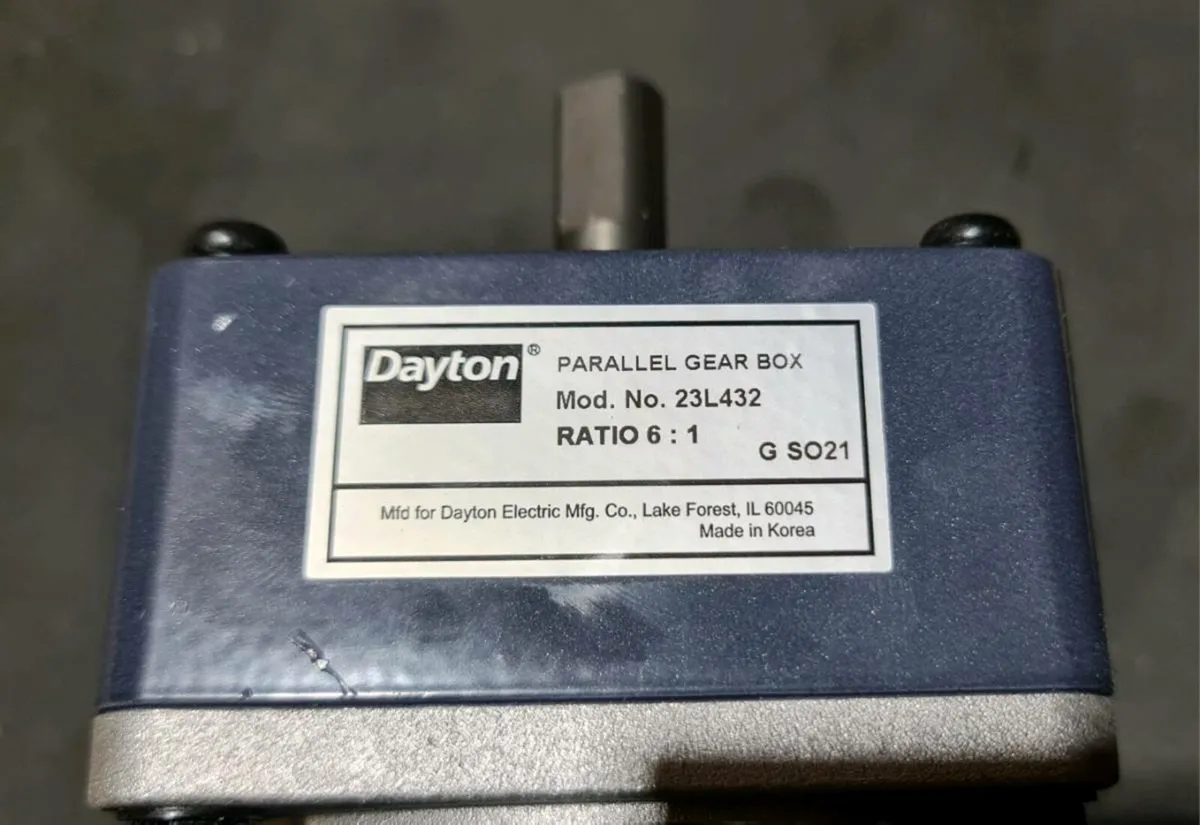 Dayton®
PARALLEL GEAR BOX
Mod. No. 23L432
RATIO 6 : 1
G SO21
Mfd for Dayton Electric Mfg. Co., Lake Forest, IL 60045
Made in Korea